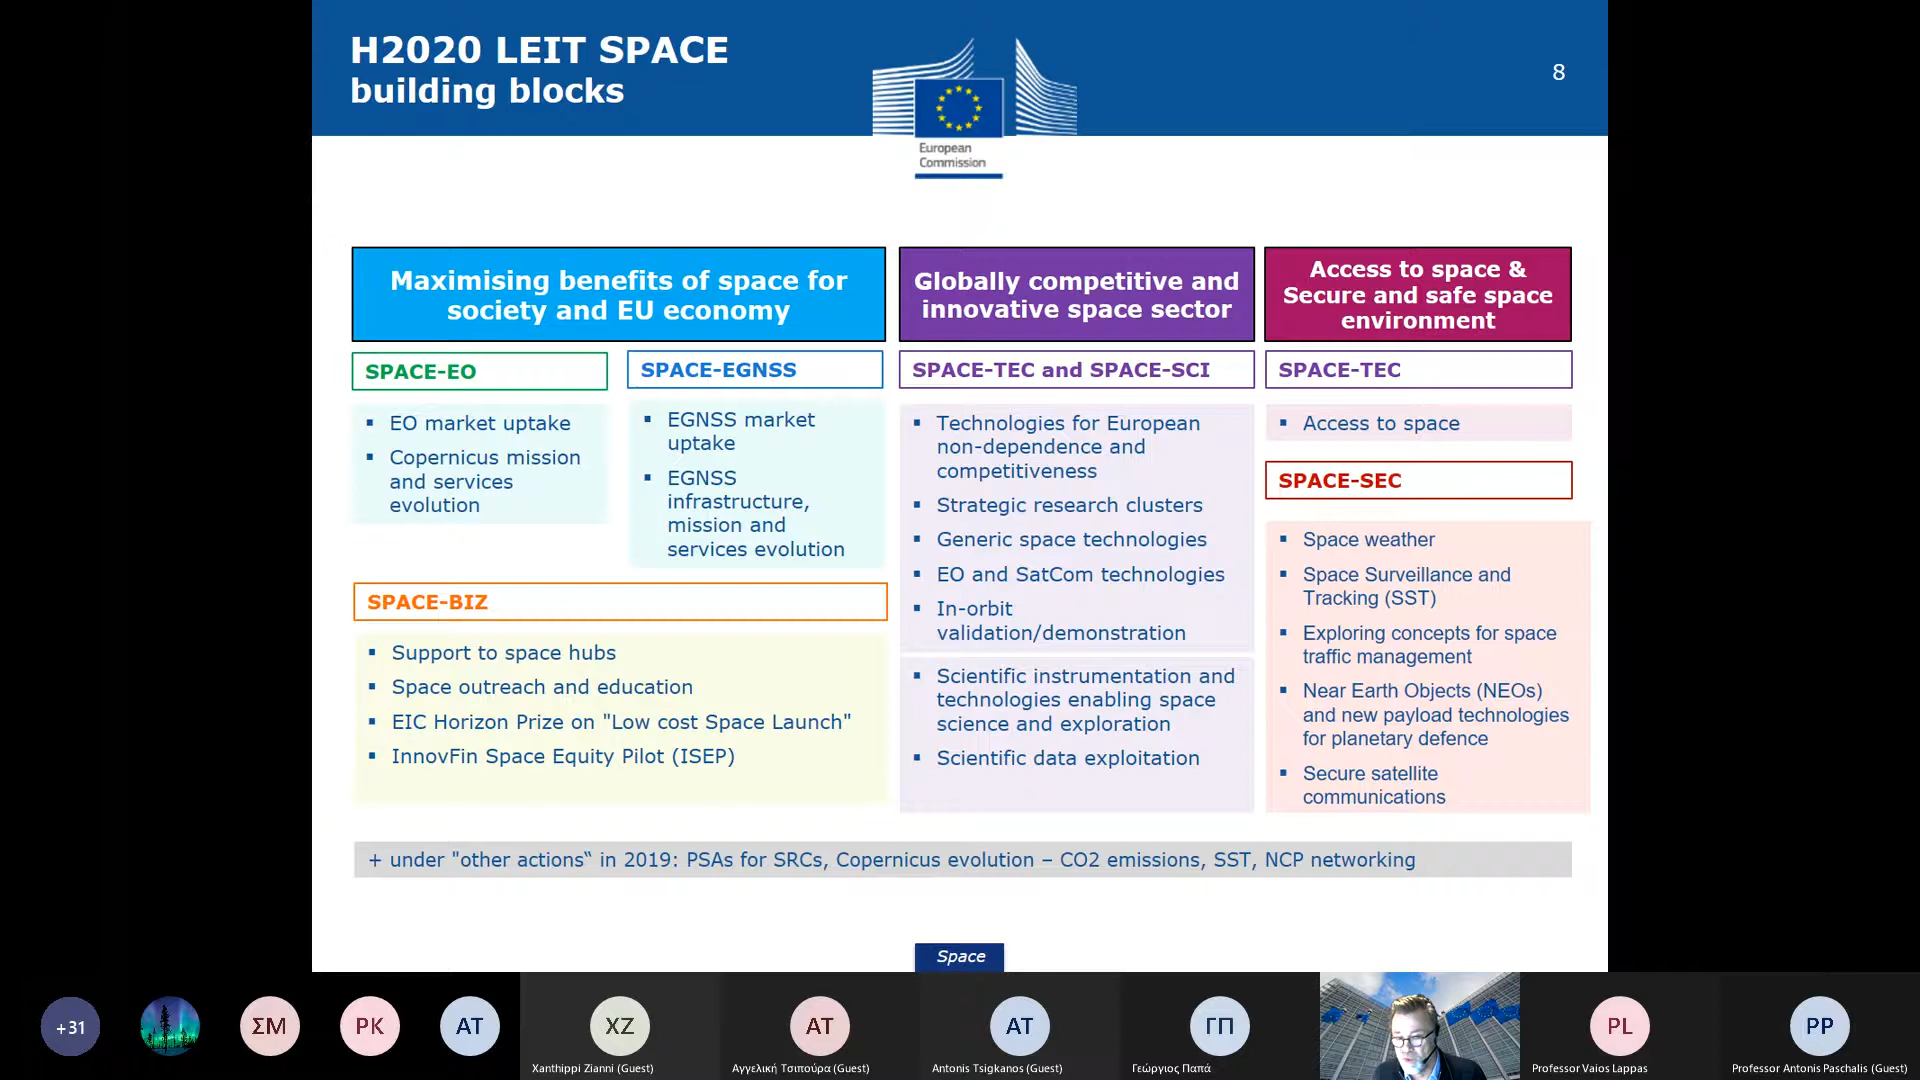 H2020 LEIT SPACE
building blocks
8
European
Commission
Maximising benefits of space for
society and EU economy
SPACE-EO
▪ EO market uptake
▪ Copernicus mission
and services
evolution
SPACE-EGNSS
▪ EGNSS market
uptake
▪ EGNSS
infrastructure,
mission and
services evolution
SPACE-BIZ
▪ Support to space hubs
▪ Space outreach and education
▪ EIC Horizon Prize on "Low cost Space Launch"
▪ InnovFin Space Equity Pilot (ISEP)
Globally competitive and
innovative space sector
SPACE-TEC and SPACE-SCI
▪ Technologies for European
non-dependence and
competitiveness
▪ Strategic research clusters
▪ Generic space technologies
▪ EO and SatCom technologies
▪ In-orbit
validation/demonstration
▪ Scientific instrumentation and
technologies enabling space
science and exploration
▪ Scientific data exploitation
Access to space &
Secure and safe space
environment
SPACE-TEC
▪ Access to space
SPACE-SEC
▪ Space weather
▪ Space Surveillance and
Tracking (SST)
▪ Exploring concepts for space
traffic management
▪ Near Earth Objects (NEOs)
and new payload technologies
for planetary defence
▪ Secure satellite
communications
+ under "other actions“ in 2019: PSAs for SRCs, Copernicus evolution – CO2 emissions, SST, NCP networking
Space
+31
ΣΜ
PK
AT
XZ
Xanthippi Zianni (Guest)
ΑΤ
Αγγελική Τσιπούρα (Guest)
AT
Antonis Tsigkanos (Guest)
ΓΠ
Γεώργιος Παπά
PL
Professor Vaios Lappas
PP
Professor Antonis Paschalis (Guest)